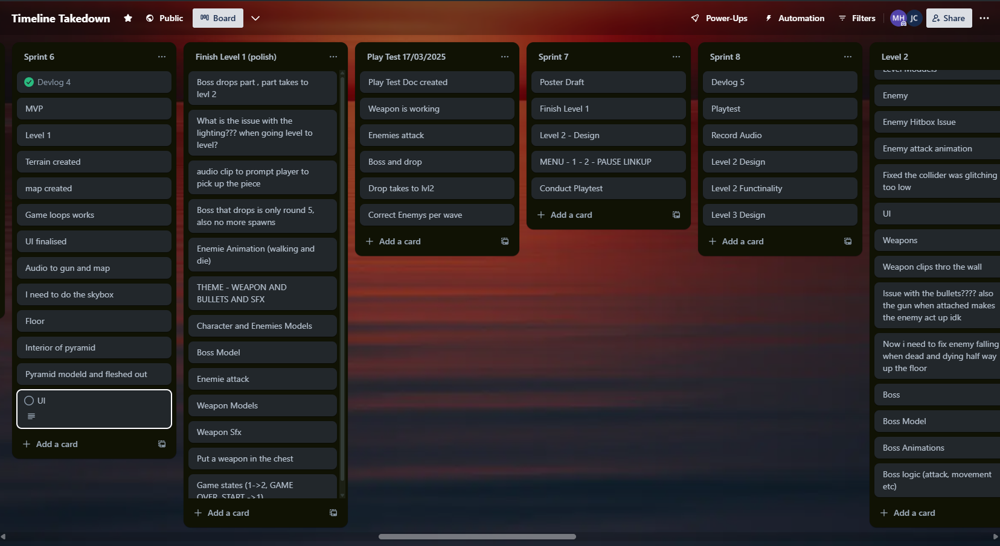 Timeline Takedown
Public
Board
Power-Ups
Automation
Filters
MH
JC
Share
Sprint 6
Devlog 4
MVP
Level 1
Terrain created
map created
Game loops works
UI finalised
Audio to gun and map
I need to do the skybox
Floor
Interior of pyramid
Pyramid modeld and fleshed out
UI
Add a card
Finish Level 1 (polish)
Boss drops part , part takes to
levl 2
What is the issue with the
lighting??? when going level to
level?
audio clip to prompt player to
pick up the piece
Boss that drops is only round 5,
also no more spawns
Enemie Animation (walking and
die)
THEME - WEAPON AND
BULLETS AND SFX
Character and Enemies Models
Boss Model
Enemie attack
Weapon Models
Weapon Sfx
Put a weapon in the chest
Game states (1->2, GAME
OVER, START ->1)
Add a card
Play Test 17/03/2025
Play Test Doc created
Weapon is working
Enemies attack
Boss and drop
Drop takes to lvl2
Correct Enemys per wave
Add a card
Sprint 7
Poster Draft
Finish Level 1
Level 2 - Design
MENU - 1 - 2 - PAUSE LINKUP
Conduct Playtest
Add a card
Sprint 8
Devlog 5
Playtest
Record Audio
Level 2 Design
Level 2 Functinality
Level 3 Design
Add a card
Level 2
Level Moduels
Enemy
Enemy Hitbox Issue
Enemy attack animation
Fixed the collider was glitching
too low
UI
Weapons
Weapon clips thro the wall
Issue with the bullets???? also
the gun when attached makes
the enemy act up idk
Now i need to fix enemy falling
when dead and dying half way
up the floor
Boss
Boss Model
Boss Animations
Boss logic (attack, movement
etc)
Add a card